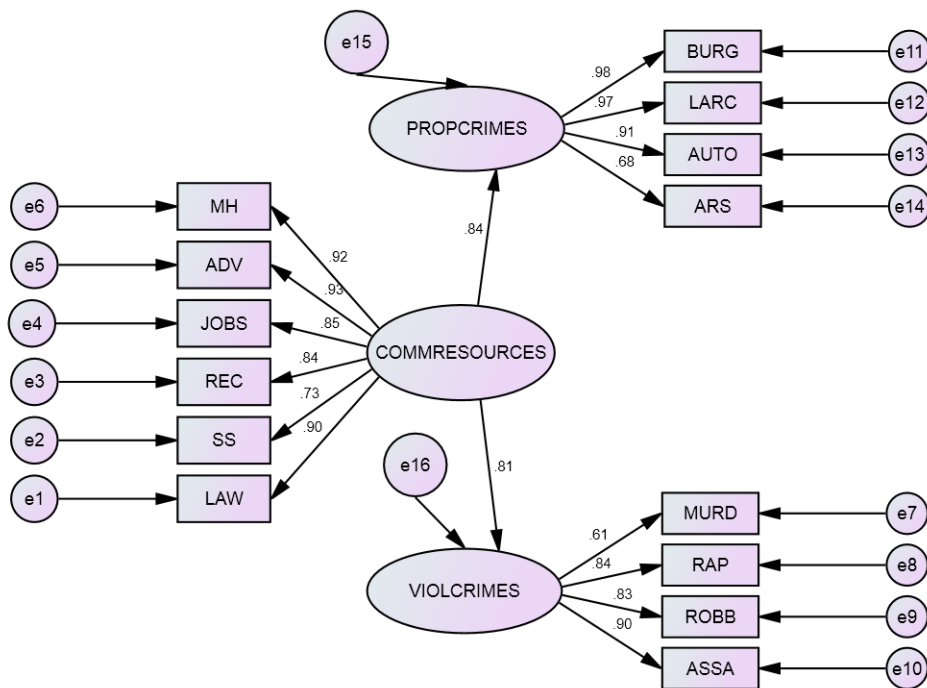 e15
BURG
e11
.98
LARC
e12
.97
PROPCRIMES
.91
AUTO
e13
.68
ARS
e14
e6
MH
.84
.92
e5
ADV
.93
e4
JOBS
.85
COMMRESOURCES
.84
e3
REC
.73
e2
SS
.90
e16
.81
e1
LAW
MURD
e7
.61
RAP
e8
.84
VIOLCRIMES
.83
ROBB
e9
.90
ASSA
e10